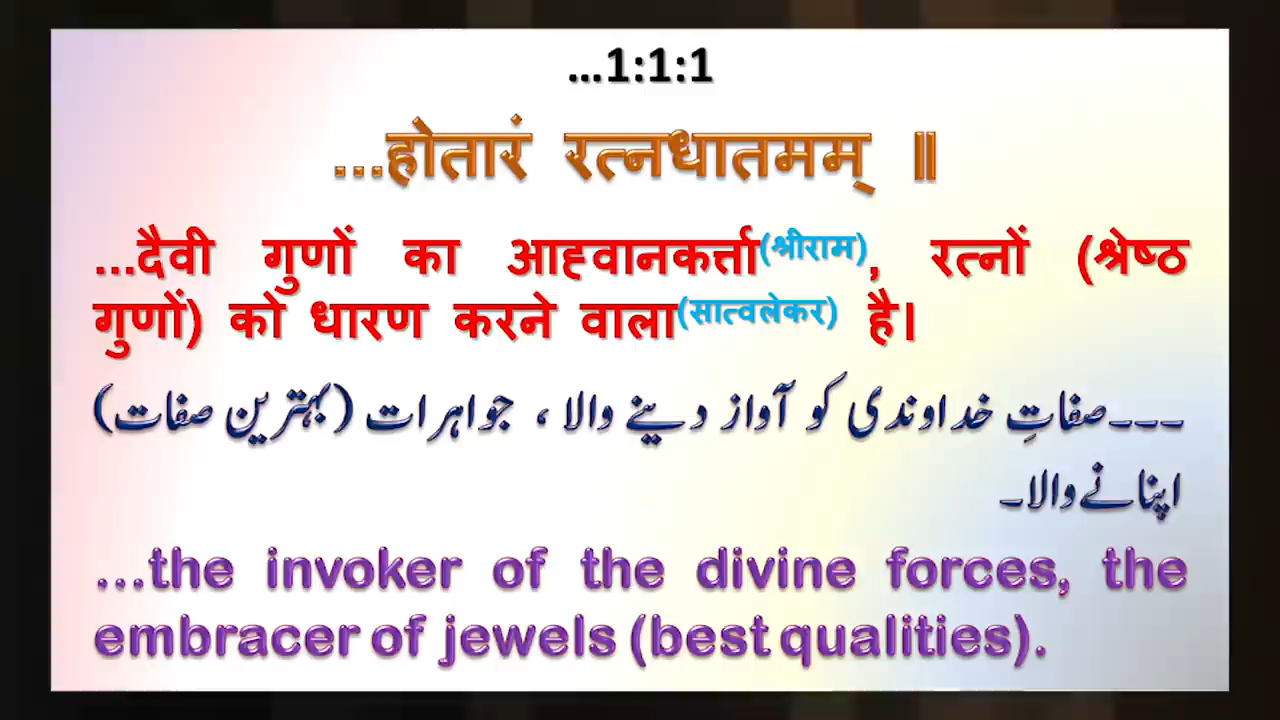 ...1:1:1
...होतारं रत्नधातमम् ॥
...दैवी गुणों का आह्वानकर्त्ता(श्रीराम), रत्नों (श्रेष्ठ
गुणों) को धारण करने वाला(सात्वलेकर) है।
۔۔۔صفاتِ خداوندی کو آواز دینے والا ، جواہرات (بہترین صفات)
اپنانے والا۔
...the invoker of the divine forces, the
embracer of jewels (best qualities).